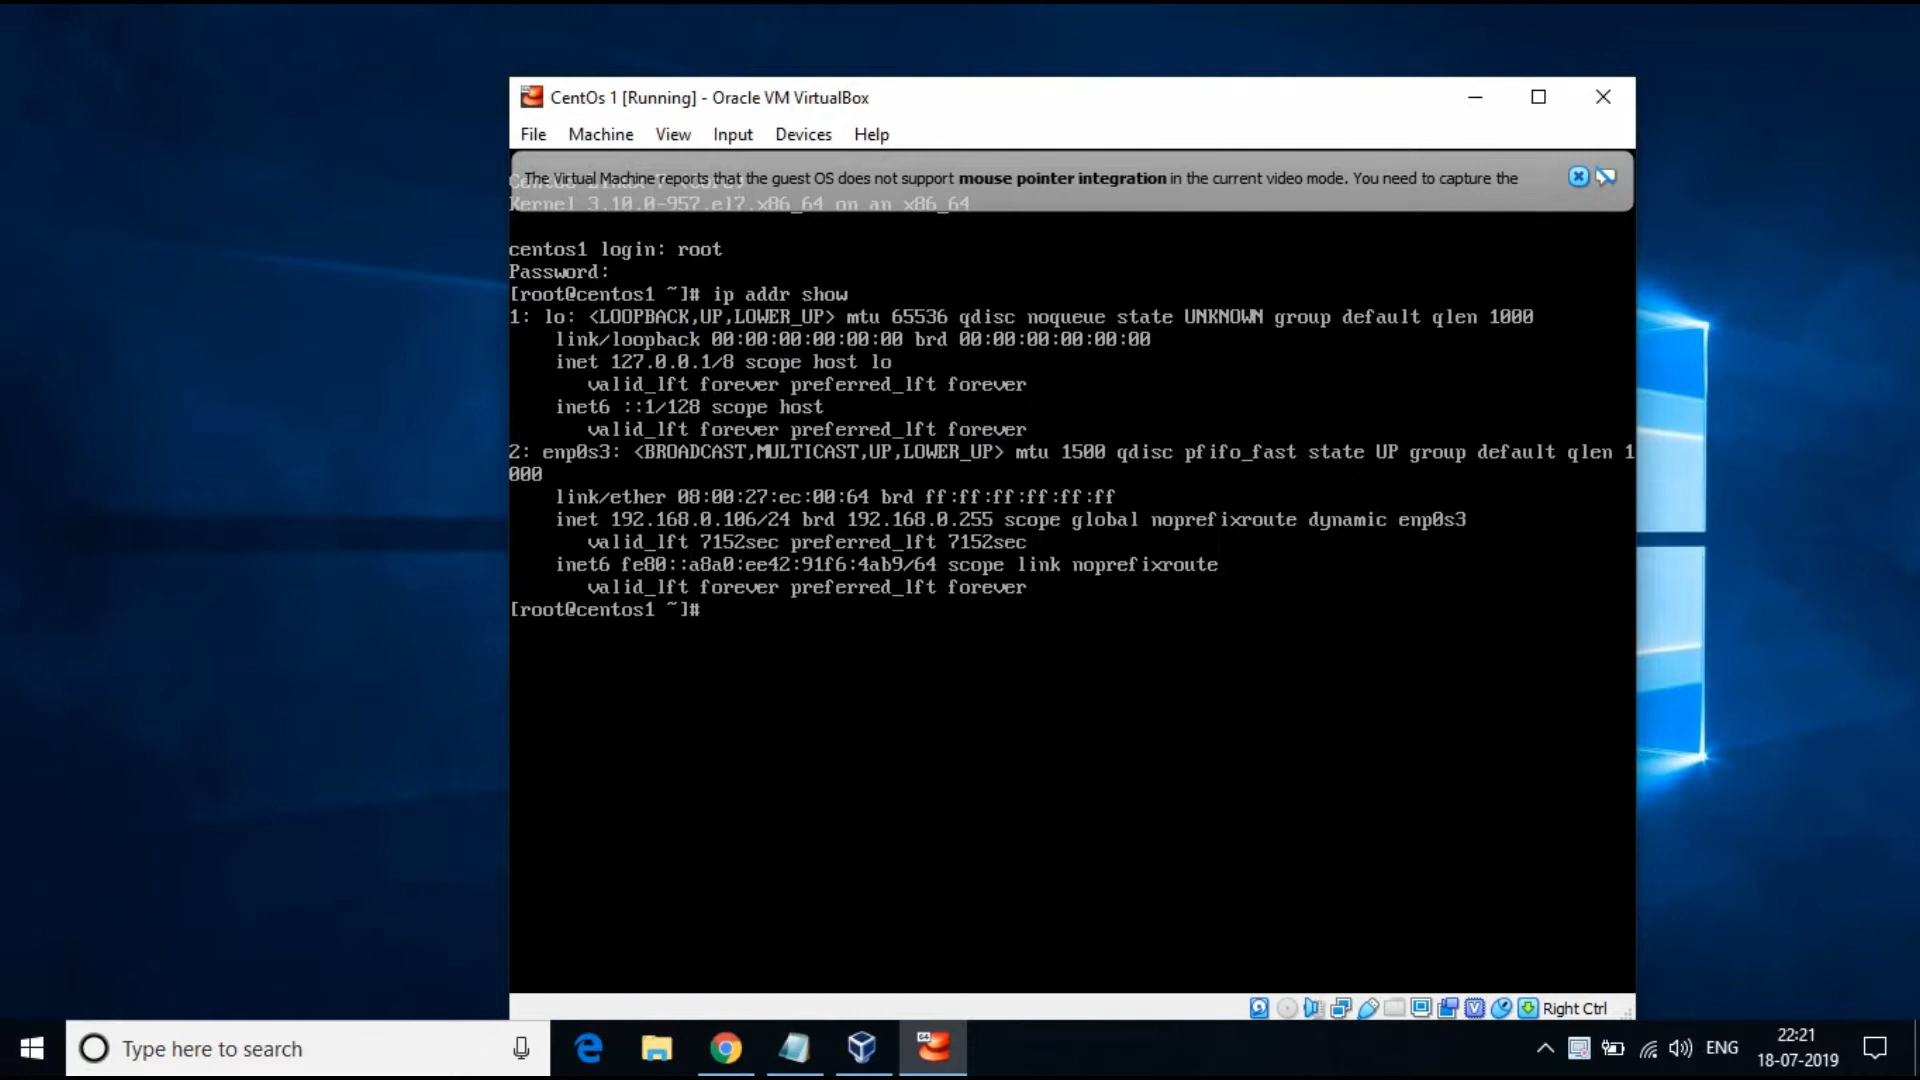 CentOs 1 [Running] - Oracle VM VirtualBox
File Machine View Input Devices Help
The Virtual Machine reports that the guest OS does not support mouse pointer integration in the current video mode. You need to capture the
CentOS Linux 7 (Core)
Kernel 3.10.0-957.el7.x86_64 on an x86_64
centos1 login: root
Password:
[root@centos1 ~]# ip addr show
1: lo: <LOOPBACK,UP,LOWER_UP> mtu 65536 qdisc noqueue state UNKNOWN group default qlen 1000
link/loopback 00:00:00:00:00:00 brd 00:00:00:00:00:00
inet 127.0.0.1/8 scope host lo
valid_lft forever preferred_lft forever
inet6 ::1/128 scope host
valid_lft forever preferred_lft forever
2: enp0s3: <BROADCAST,MULTICAST,UP,LOWER_UP> mtu 1500 qdisc pfifo_fast state UP group default qlen 1
000
link/ether 08:00:27:ec:00:64 brd ff:ff:ff:ff:ff:ff
inet 192.168.0.106/24 brd 192.168.0.255 scope global noprefixroute dynamic enp0s3
valid_lft 7152sec preferred_lft 7152sec
inet6 fe80::a8a0:ee42:91f6:4ab9/64 scope link noprefixroute
valid_lft forever preferred_lft forever
[root@centos1 ~]#
Right Ctrl
Type here to search
ENG
22:21
18-07-2019